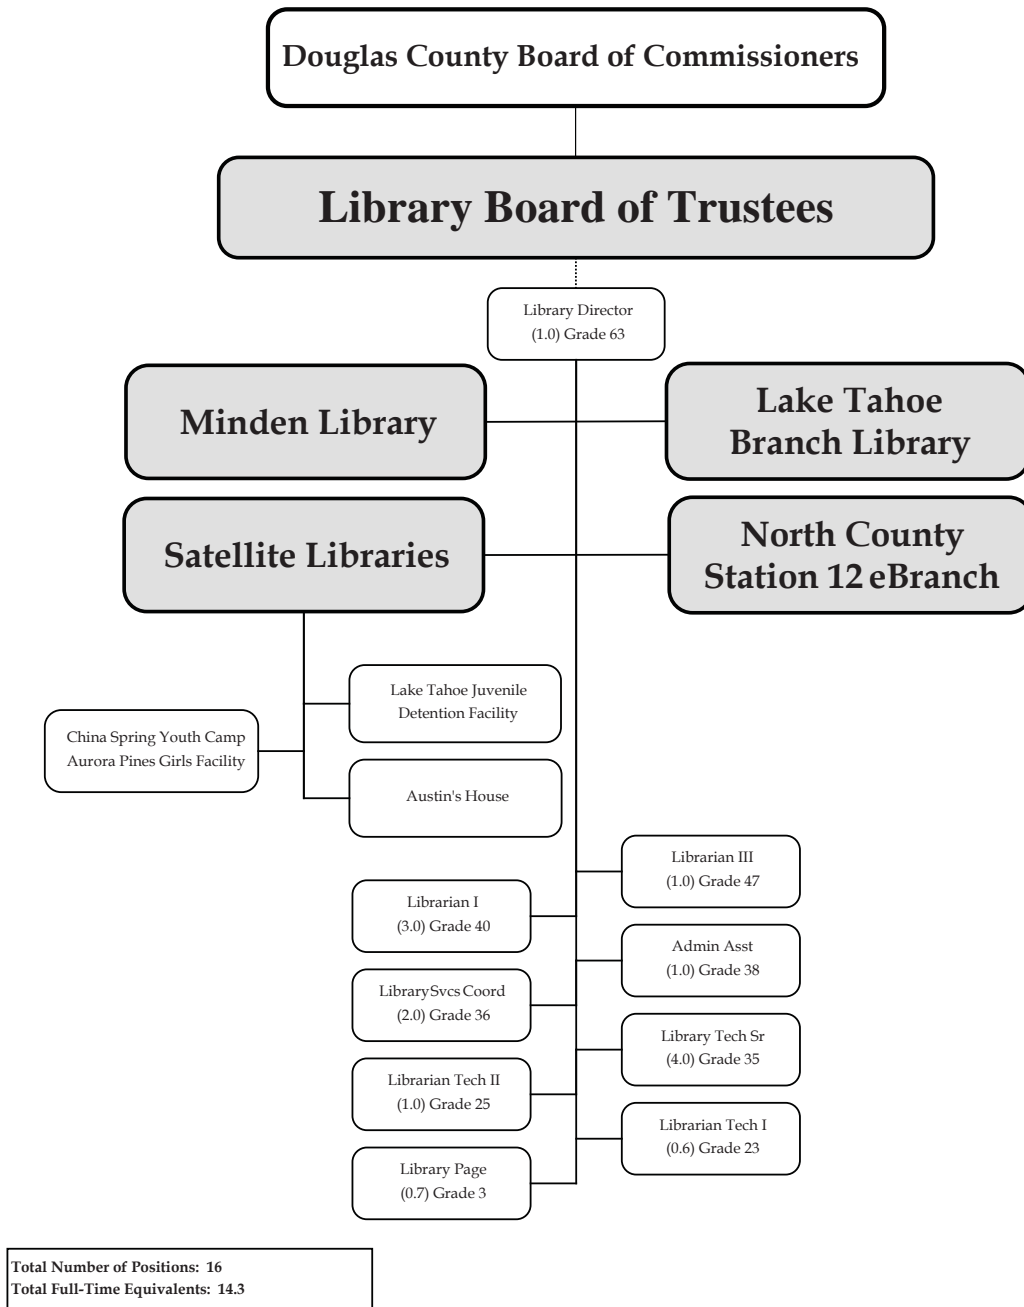 Douglas County Board of Commissioners
Library Board of Trustees
Library Director
(1.0) Grade 63
Minden Library
Lake Tahoe
Branch Library
Satellite Libraries
North County
Station 12 eBranch
Lake Tahoe Juvenile
Detention Facility
China Spring Youth Camp
Aurora Pines Girls Facility
Austin's House
Librarian III
(1.0) Grade 47
Librarian I
(3.0) Grade 40
Admin Asst
(1.0) Grade 38
Library Svcs Coord
(2.0) Grade 36
Library Tech Sr
(4.0) Grade 35
Librarian Tech II
(1.0) Grade 25
Librarian Tech I
(0.6) Grade 23
Library Page
(0.7) Grade 3
Total Number of Positions: 16
Total Full-Time Equivalents: 14.3